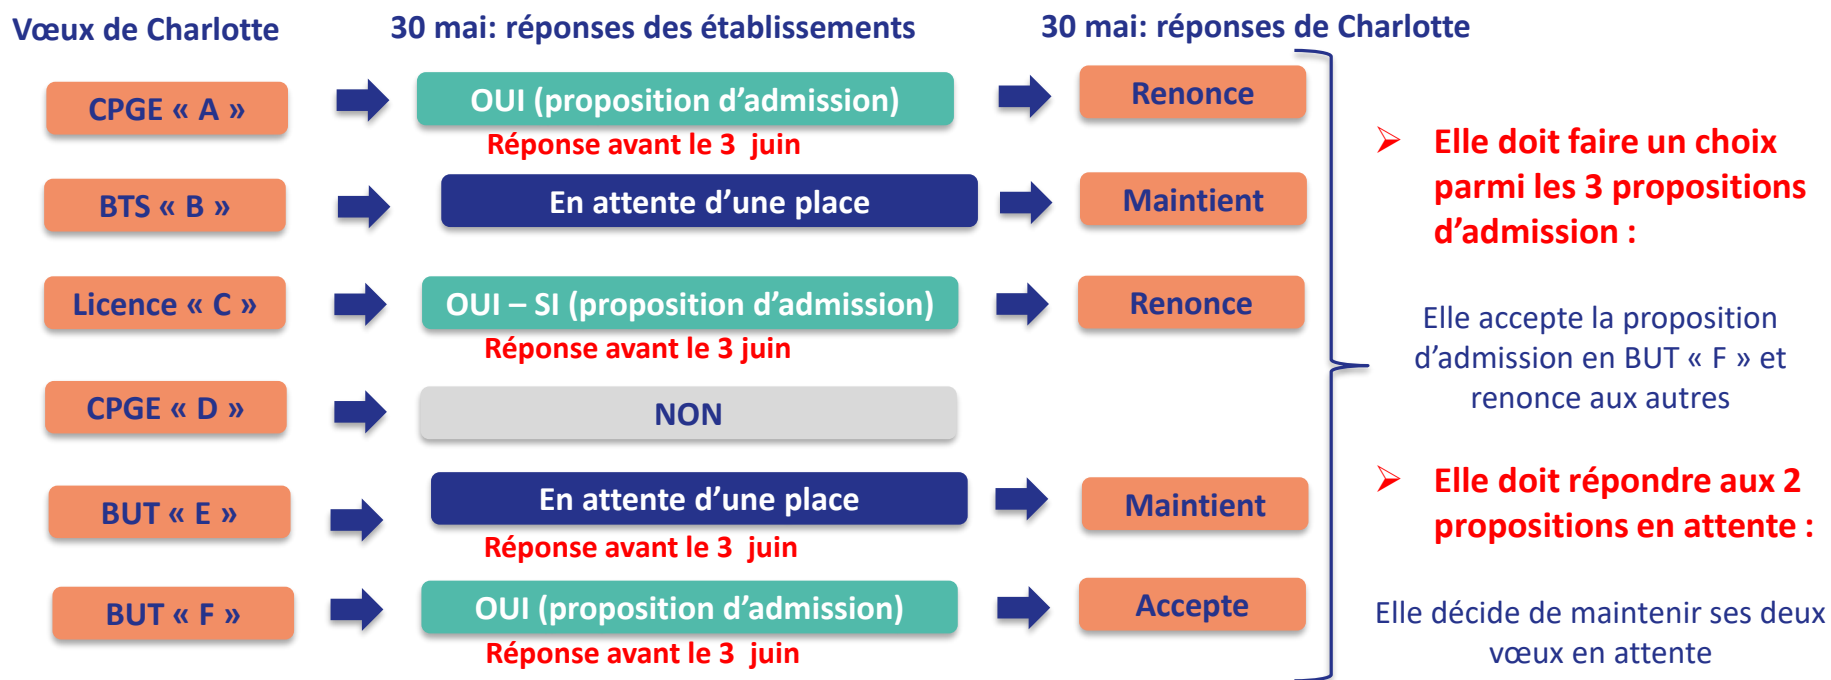 Vœux de Charlotte
30 mai: réponses des établissements
30 mai: réponses de Charlotte
CPGE « A »
OUI (proposition d’admission)
Réponse avant le 3 juin
Renonce
BTS « B »
En attente d’une place
Maintient
Licence « C »
OUI – SI (proposition d’admission)
Réponse avant le 3 juin
Renonce
CPGE « D »
NON
BUT « E »
En attente d’une place
Réponse avant le 3 juin
Maintient
BUT « F »
OUI (proposition d’admission)
Réponse avant le 3 juin
Accepte
➢ Elle doit faire un choix
parmi les 3 propositions
d’admission :
Elle accepte la proposition
d’admission en BUT « F » et
renonce aux autres
➢ Elle doit répondre aux 2
propositions en attente :
Elle décide de maintenir ses deux
vœux en attente